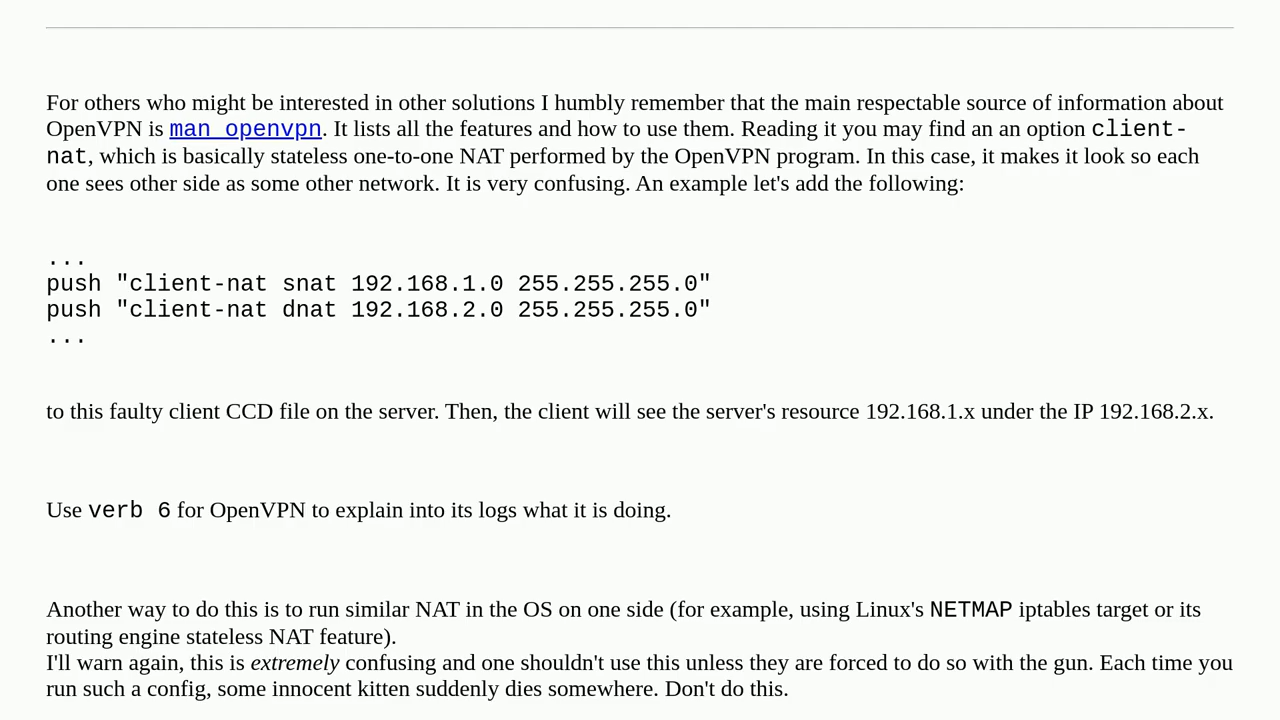 For others who might be interested in other solutions I humbly remember that the main respectable source of information about
OpenVPN is man openvpn. It lists all the features and how to use them. Reading it you may find an an option client-
nat, which is basically stateless one-to-one NAT performed by the OpenVPN program. In this case, it makes it look so each
one sees other side as some other network. It is very confusing. An example let's add the following:
...
push "client-nat snat 192.168.1.0 255.255.255.0"
push "client-nat dnat 192.168.2.0 255.255.255.0"
...
to this faulty client CCD file on the server. Then, the client will see the server's resource 192.168.1.x under the IP 192.168.2.x.
Use verb 6 for OpenVPN to explain into its logs what it is doing.
Another way to do this is to run similar NAT in the OS on one side (for example, using Linux's NETMAP iptables target or its
routing engine stateless NAT feature).
I'll warn again, this is extremely confusing and one shouldn't use this unless they are forced to do so with the gun. Each time you
run such a config, some innocent kitten suddenly dies somewhere. Don't do this.